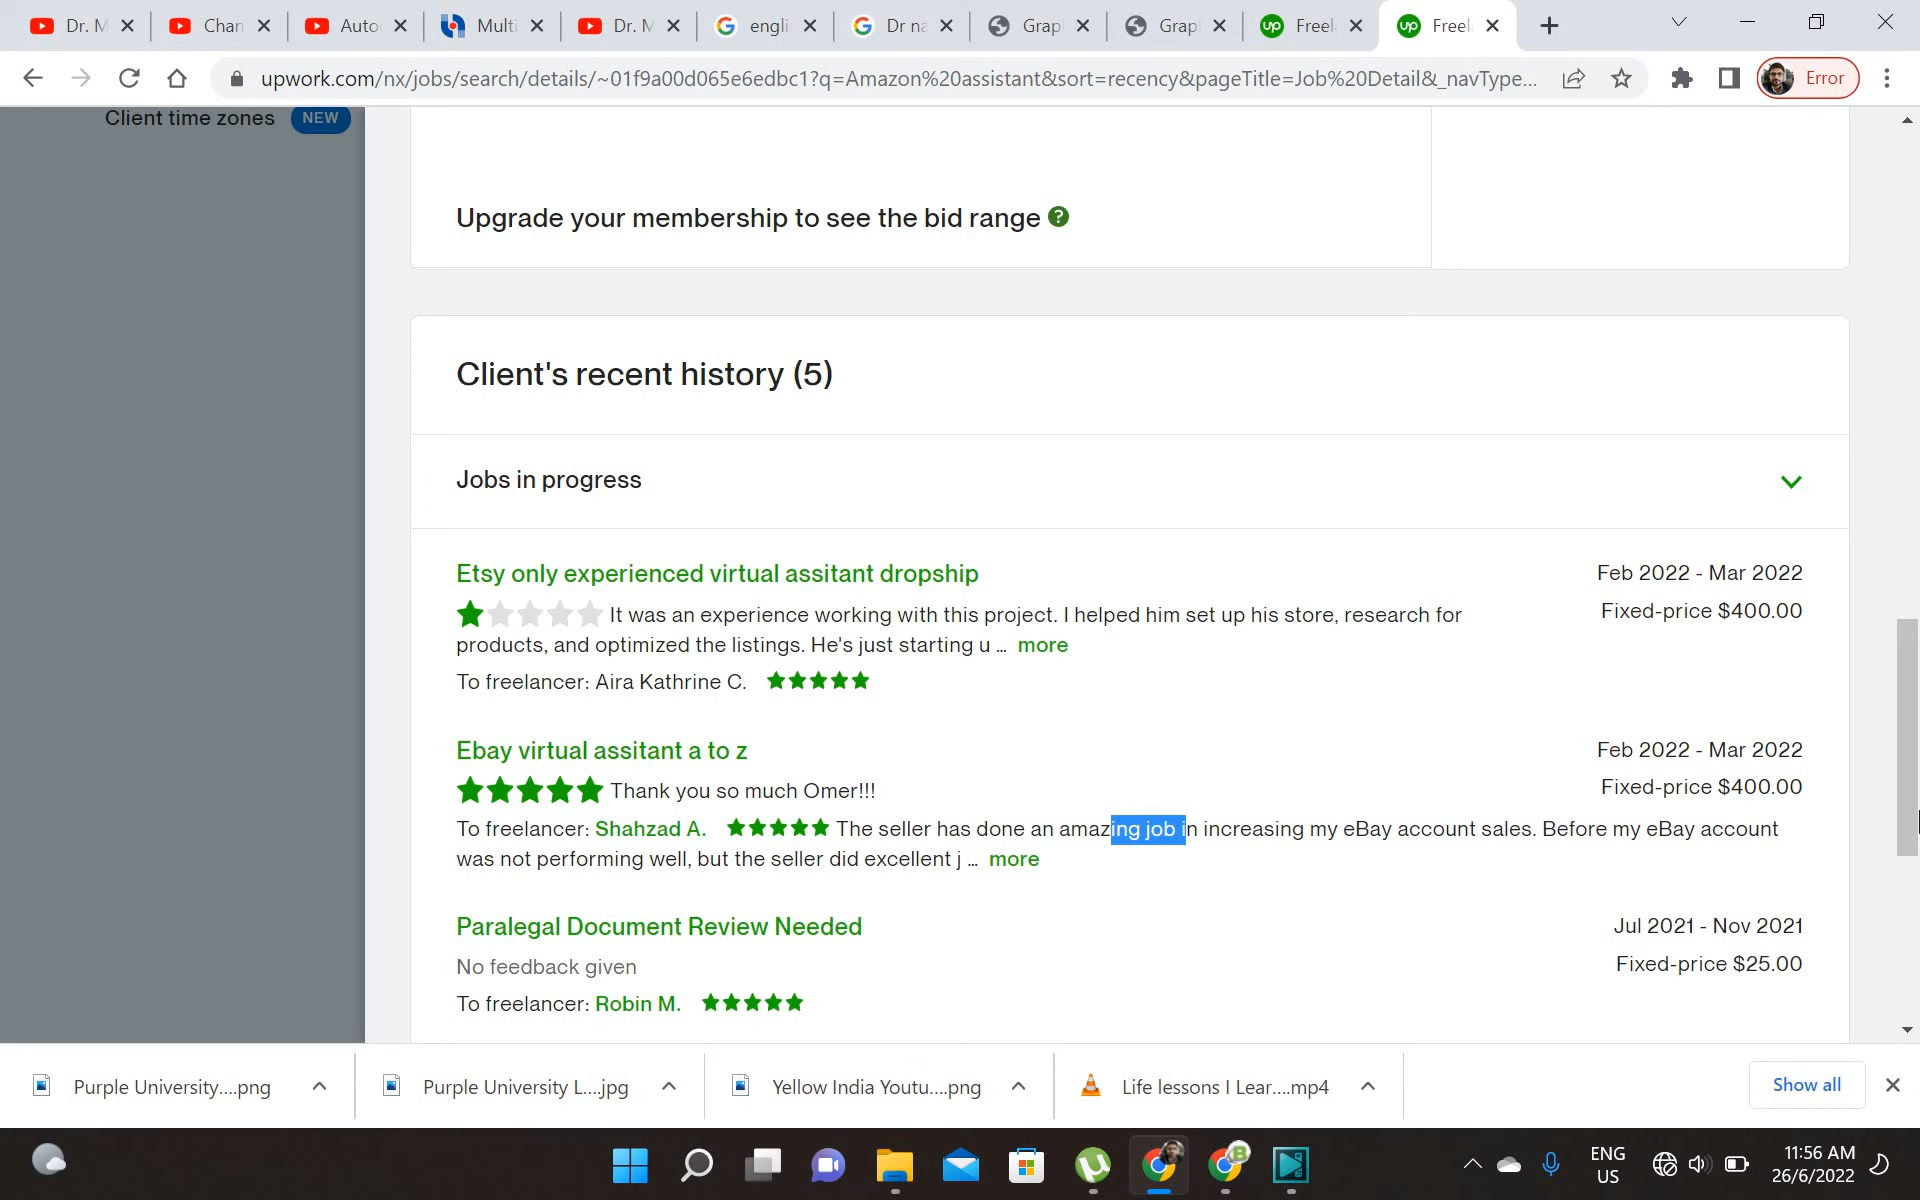 Dr. M
Chan
Auto
Multi
Dr. M
engli
Dr na
Grap
Grap
Freel
Freel
upwork.com/nx/jobs/search/details/~01f9a00d065e6edbc1?q=Amazon%20assistant&sort=recency&pageTitle=Job%20Detail&_navType...
Error
Client time zones NEW
Upgrade your membership to see the bid range ?
Client's recent history (5)
Jobs in progress
Etsy only experienced virtual assitant dropship
Feb 2022 - Mar 2022
It was an experience working with this project. I helped him set up his store, research for
Fixed-price $400.00
products, and optimized the listings. He's just starting u ... more
To freelancer: Aira Kathrine C.
Ebay virtual assitant a to z
Feb 2022 - Mar 2022
Thank you so much Omer!!!
Fixed-price $400.00
To freelancer: Shahzad A. The seller has done an amazing job in increasing my eBay account sales. Before my eBay account
was not performing well, but the seller did excellent j ... more
Paralegal Document Review Needed
Jul 2021 - Nov 2021
No feedback given
Fixed-price $25.00
To freelancer: Robin M.
Purple University....png
Purple University L....jpg
Yellow India Youtu....png
Life lessons I Lear....mp4
Show all
ENG
US
11:56 AM
26/6/2022